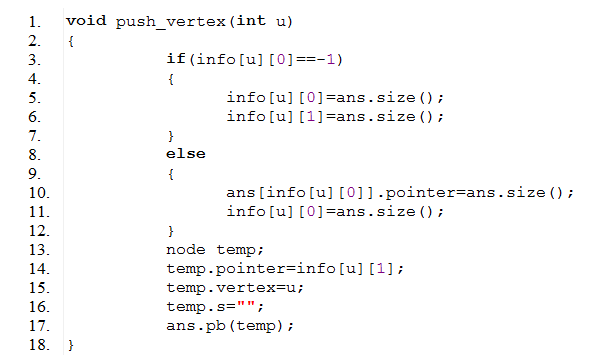 1. void push_vertex(int u)
2. {
3. if(info[u][0]==-1)
4. {
5. info[u][0]=ans.size();
6. info[u][1]=ans.size();
7. }
8. else
9. {
10. ans[info[u][0]].pointer=ans.size();
11. info[u][0]=ans.size();
12. }
13. node temp;
14. temp.pointer=info[u][1];
15. temp.vertex=u;
16. temp.s="";
17. ans.pb(temp);
18. }